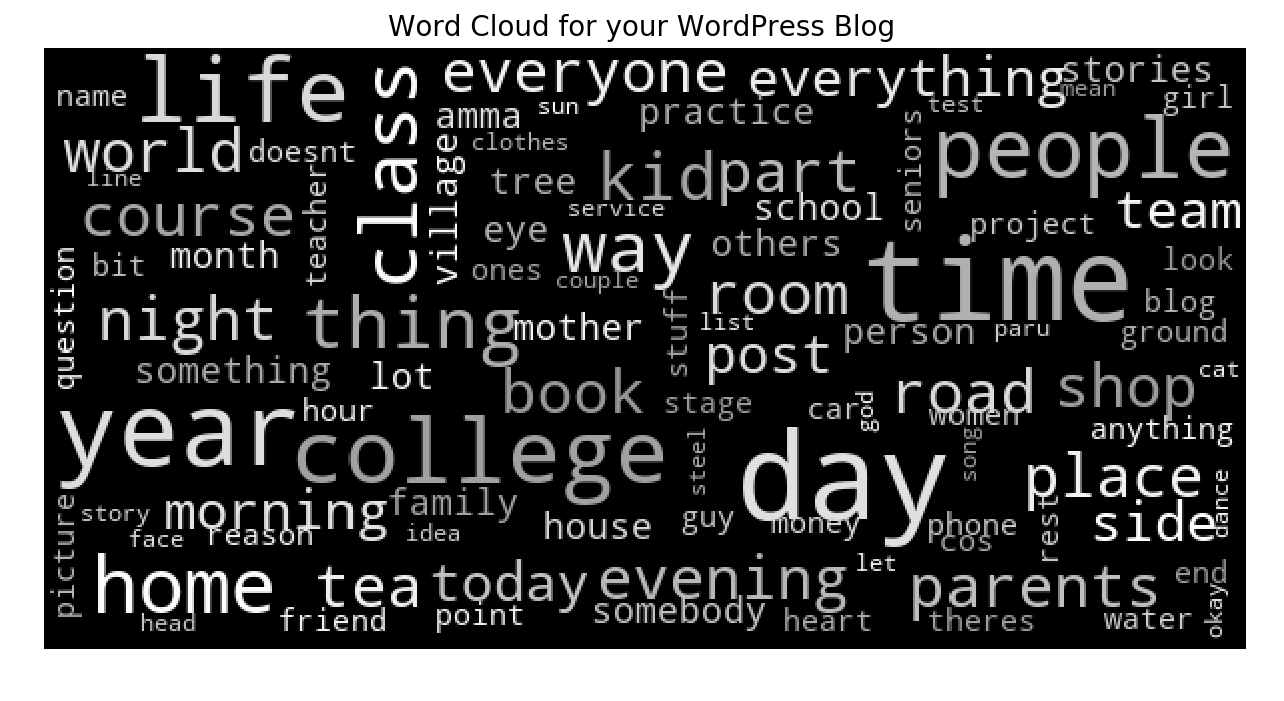 Word Cloud for your WordPress Blog
name
life
class
everyone
everything
stories
mean
girl
world
doesnt
line
amma
sun
practice
test
clothes
village
tree
kid
part
seniors
people
course
teacher
service
school
project
team
eye
way
others
bit
month
ones
couple
time
look
question
night
thing
mother
stuff
room
list
person
paru
blog
ground
something
lot
post
book
stage
car
god
road
women
shop
cat
year
hour
college
steel
day
song
anything
place
dance
picture
story
morning
family
face
reason
idea
house
guy
money
phone
cos
rest
side
home
tea
today
evening
let
parents
end
okay
head
friend
point
somebody
heart
theres
water